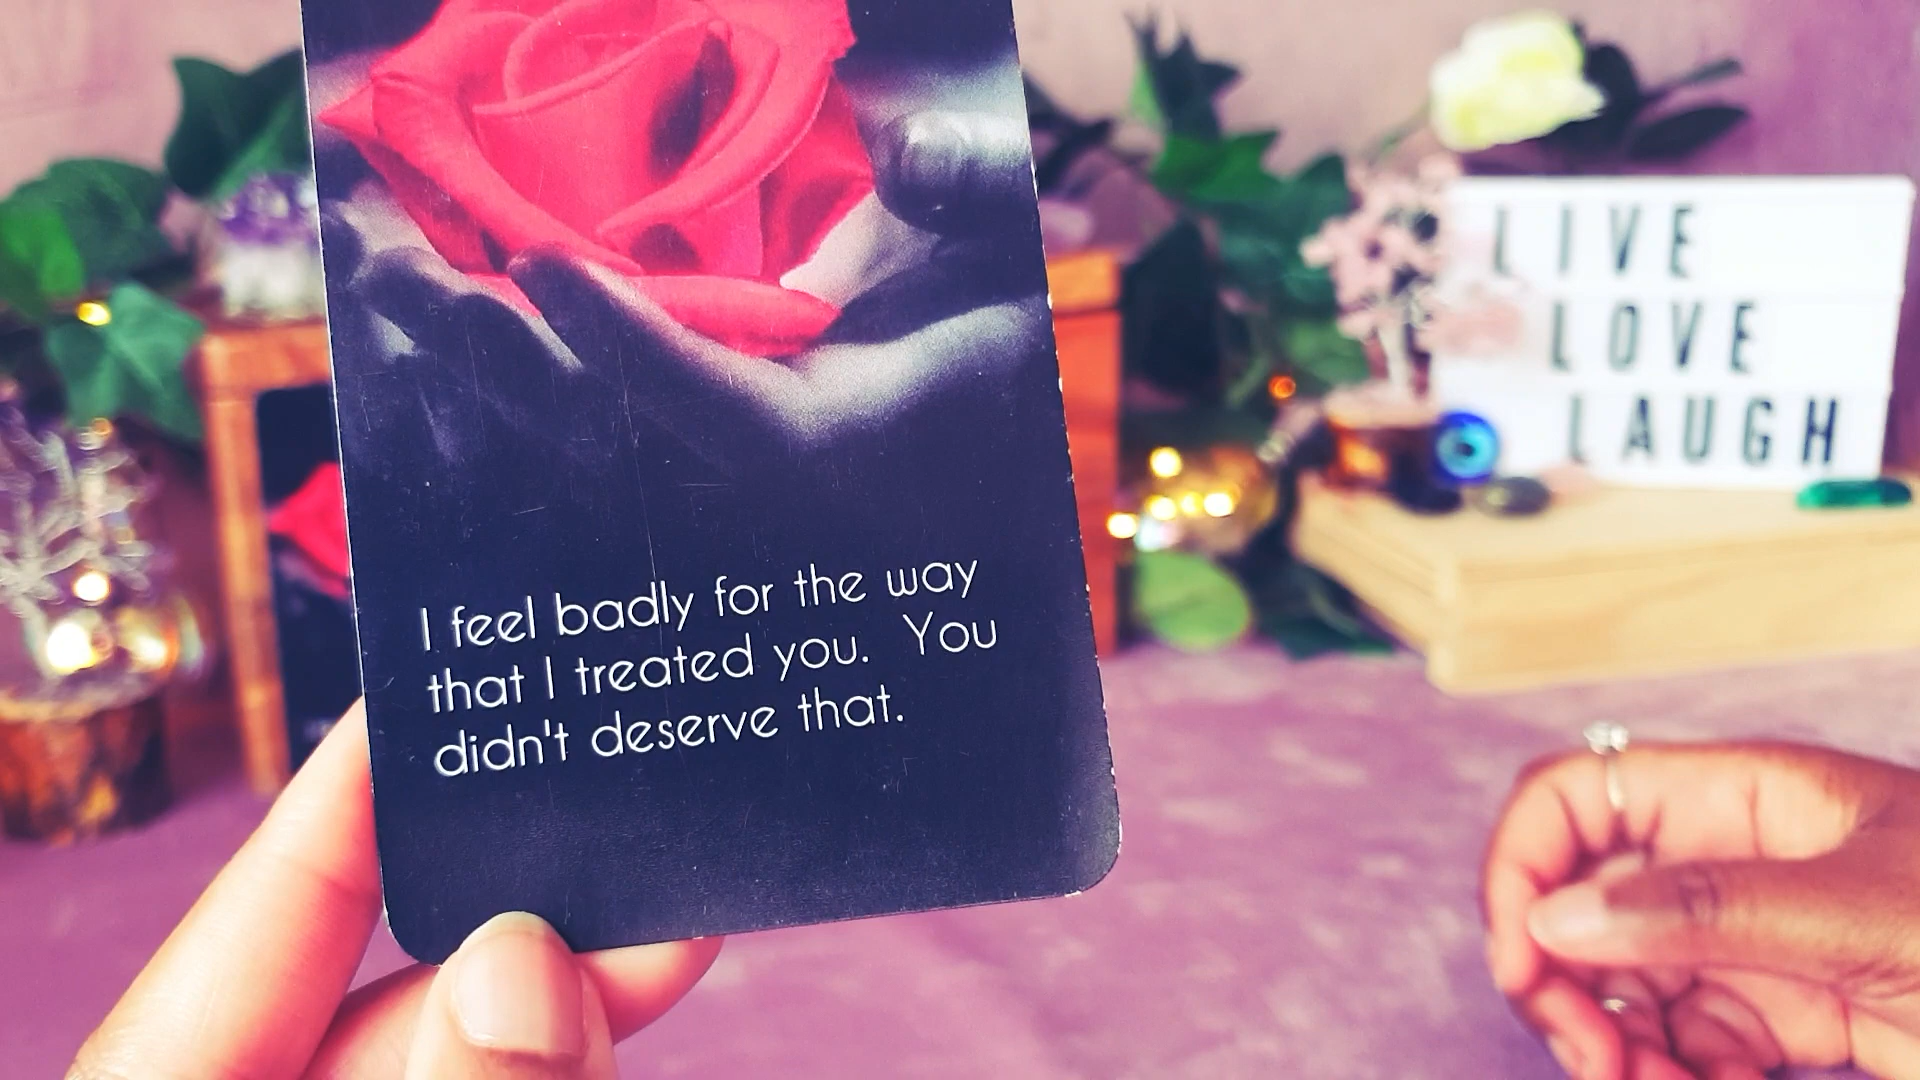 I feel badly for the way
that I treated you. You
didn't deserve that.
LIVE
LOVE
LAUGH